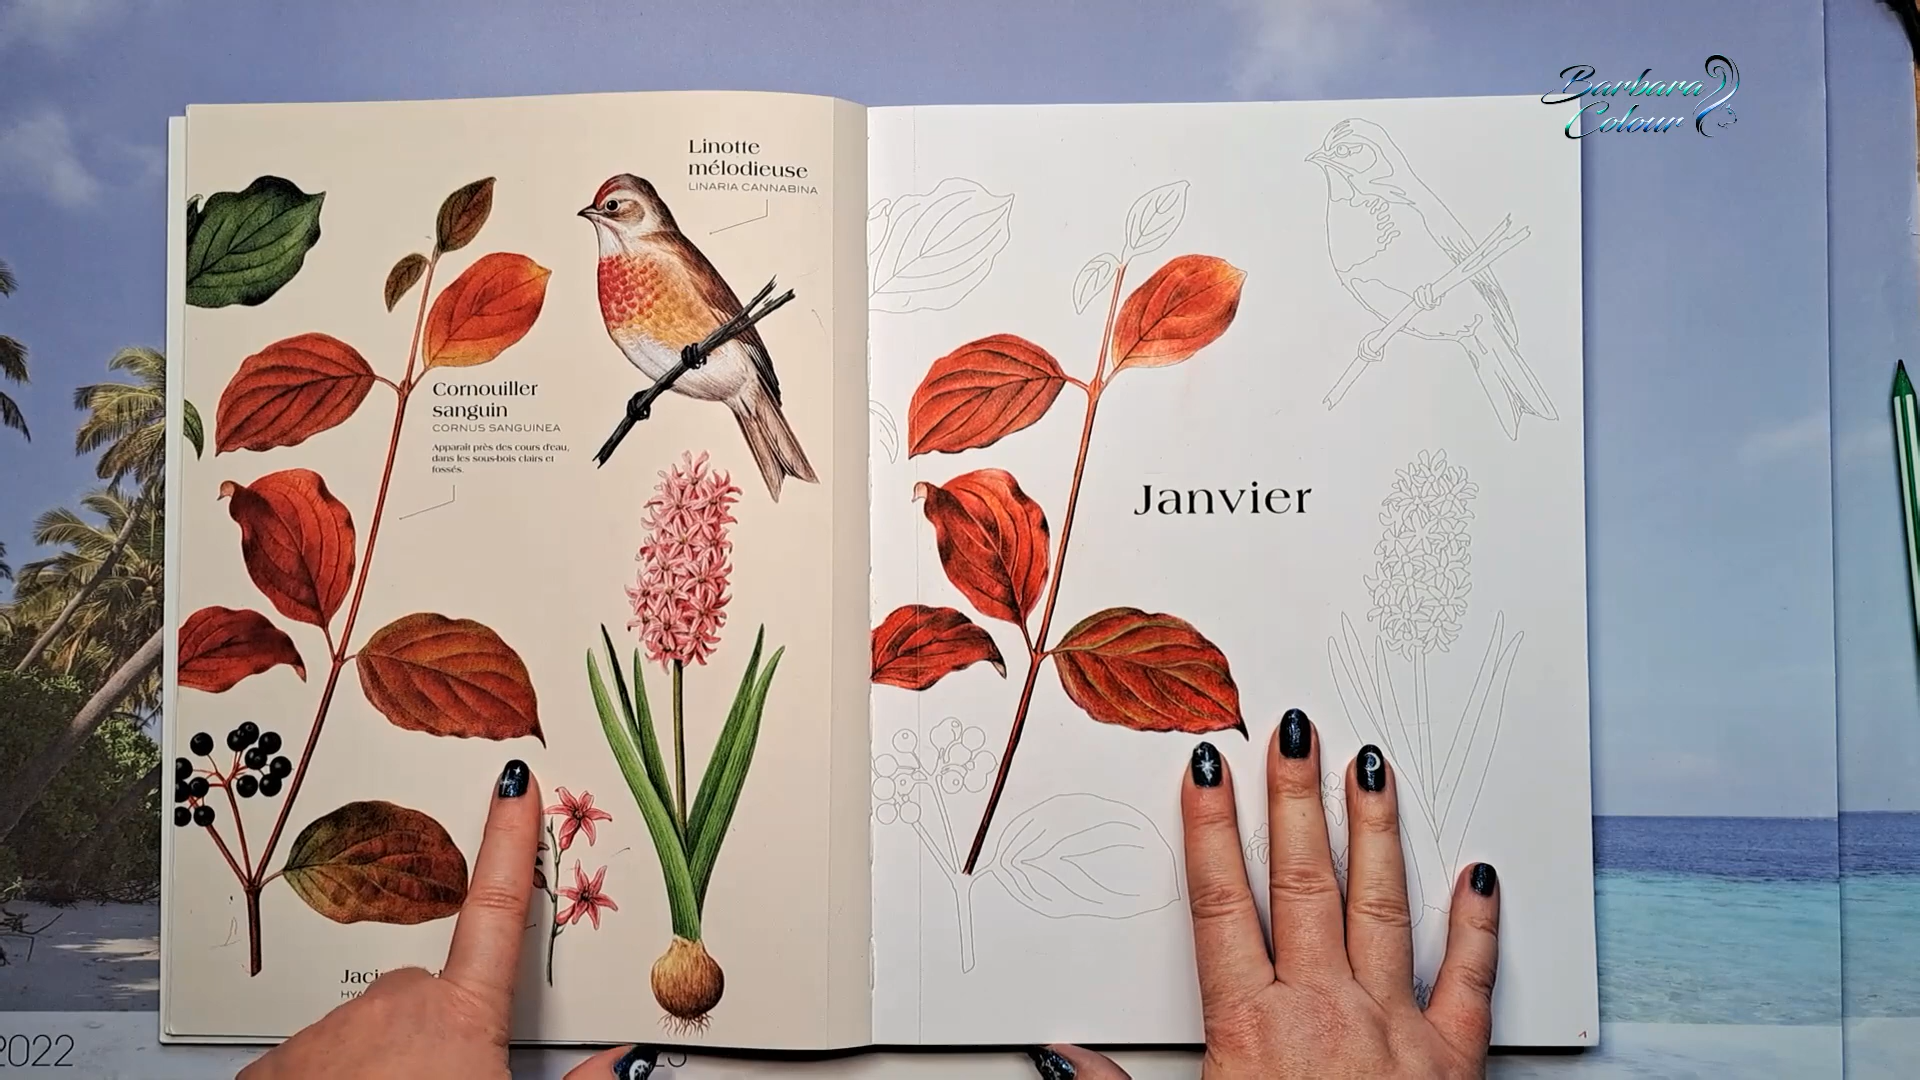 Barbara
Colour
Linotte
mélodieuse
LINARIA CANNABINA
Cornouiller
sanguin
CORNUS SANGUINEA
Apparaît près des cours d'eau,
dans les sous-bois clairs et
fossés.
Janvier
2022